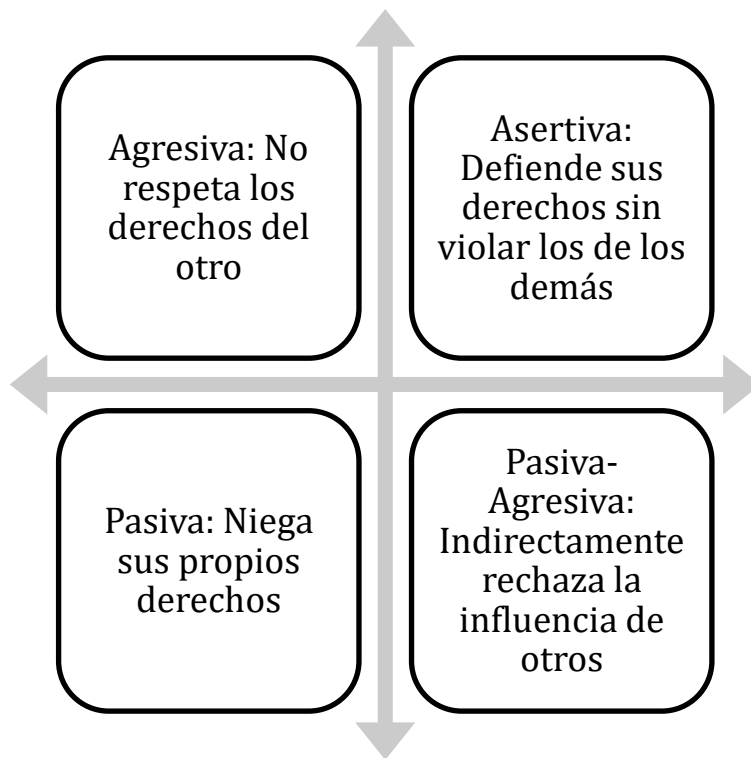 Agresiva: No
respeta los
derechos del
otro
Asertiva:
Defiende sus
derechos sin
violar los de los
demás
Pasiva: Niega
sus propios
derechos
Pasiva-
Agresiva:
Indirectamente
rechaza la
influencia de
otros